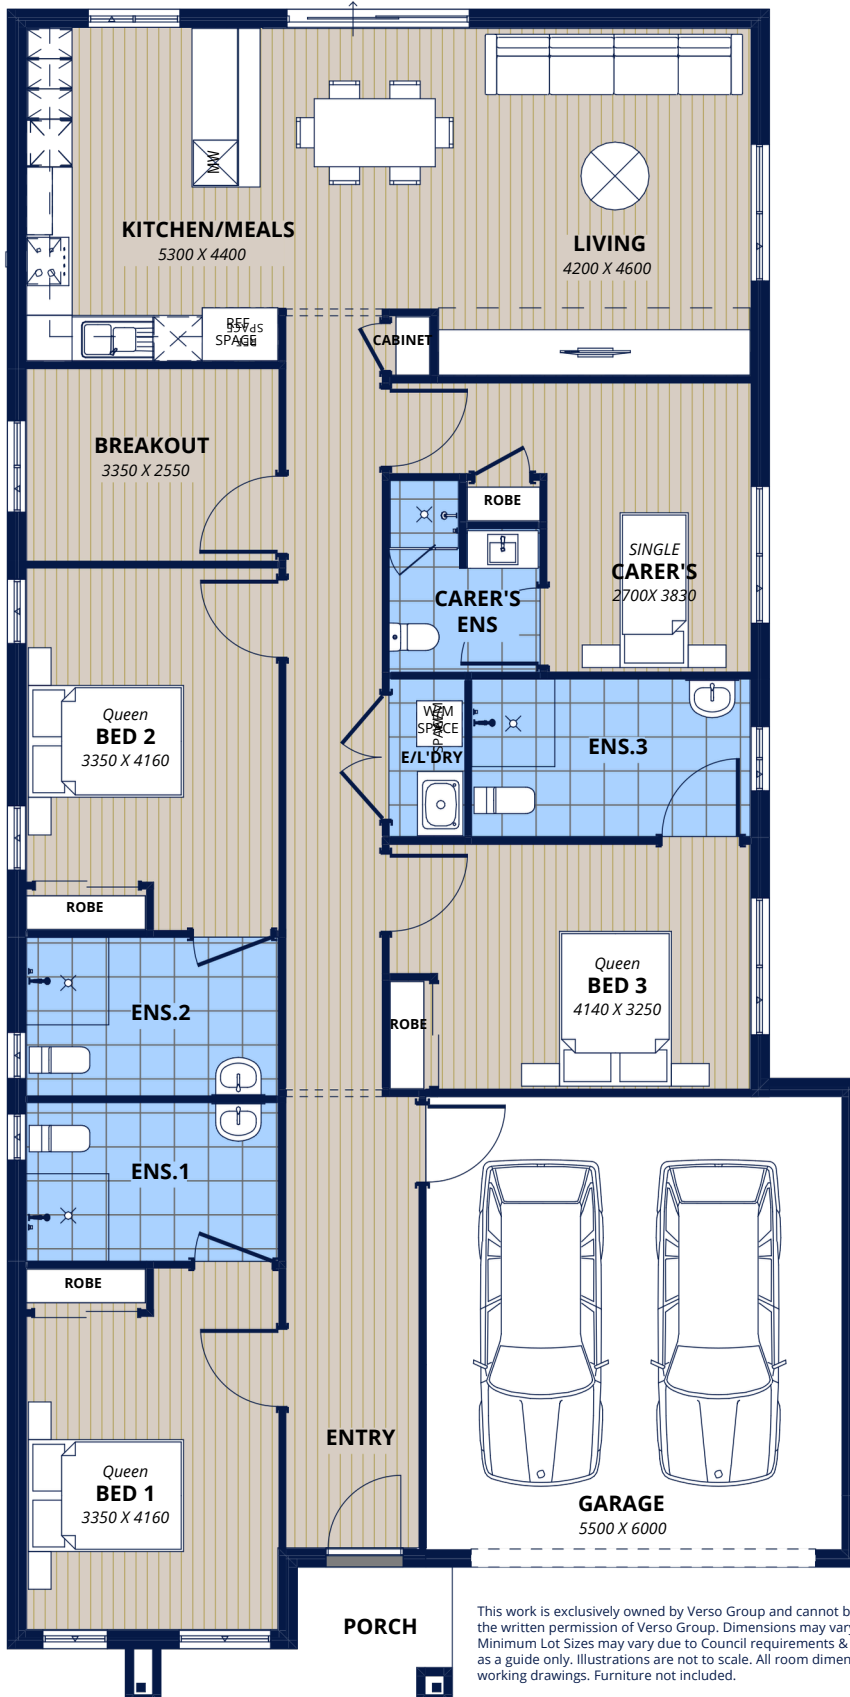 MW
KITCHEN/MEALS
5300 X 4400
LIVING
4200 X 4600
REF
SPACE
REF
SPACE
CABINET
BREAKOUT
3350 X 2550
ROBE
SINGLE
CARER'S
2700X 3830
CARER'S
ENS
Queen
BED 2
3350 X 4160
W/M
SPACE
W/M
SPACE
E/L'DRY
ENS.3
ROBE
Queen
BED 3
4140 X 3250
ROBE
ENS.2
ENS.1
ROBE
Queen
BED 1
3350 X 4160
ENTRY
GARAGE
5500 X 6000
PORCH
This work is exclusively owned by Verso Group and cannot b
the written permission of Verso Group. Dimensions may vary
Minimum Lot Sizes may vary due to Council requirements &
as a guide only. Illustrations are not to scale. All room dimen
working drawings. Furniture not included.